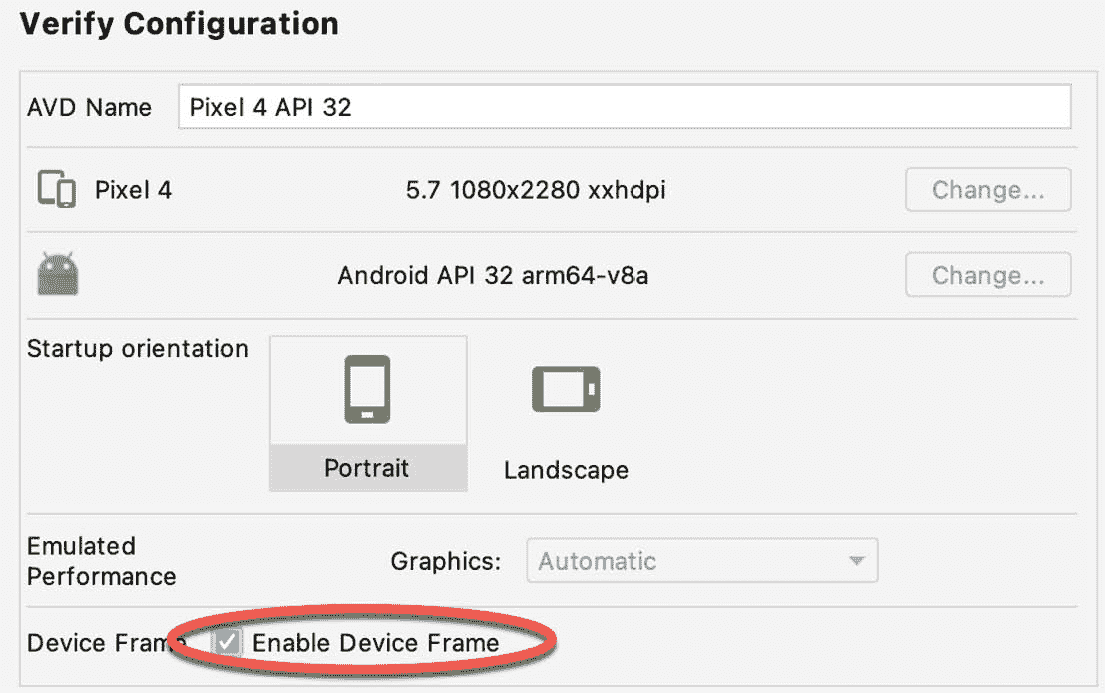 Verify Configuration
AVD Name Pixel 4 API 32
Pixel 4 5.7 1080x2280 xxhdpi Change...
Android API 32 arm64-v8a Change...
Startup orientation
Portrait Landscape
Emulated
Performance
Graphics: Automatic
Device Frame Enable Device Frame